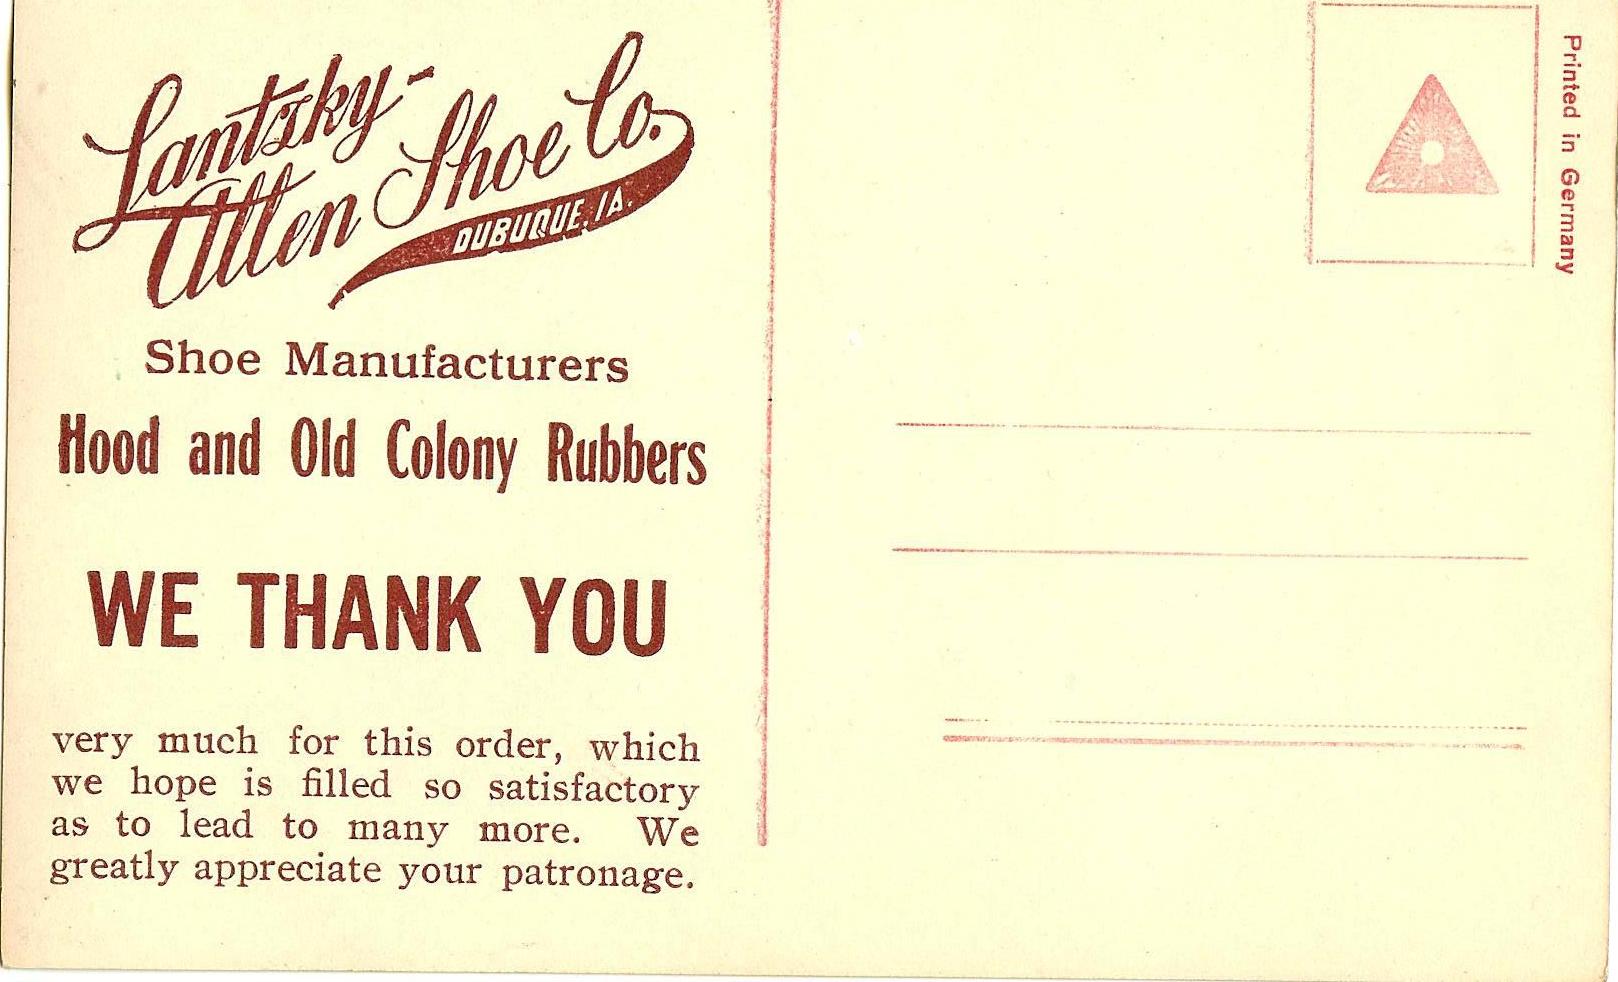 Lantzky-
Allen Shoe Co.
DUBUQUE, IA.
Shoe Manufacturers
Hood and Old Colony Rubbers
WE THANK YOU
very much for this order, which
we hope is filled so satisfactory
as to lead to many more. We
greatly appreciate your patronage.
Printed in Germany